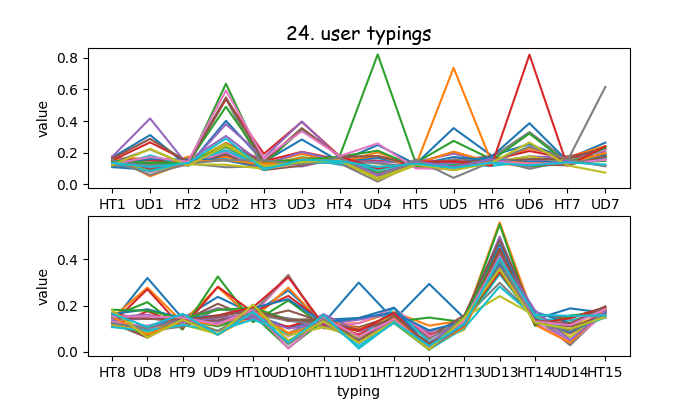 24. user typings
value
0.8
0.6
0.4
0.2
0.0
HT1 UD1 HT2 UD2 HT3 UD3 HT4 UD4 HT5 UD5 HT6 UD6 HT7 UD7
value
0.4
0.2
0.0
HT8 UD8 HT9 UD9 HT10 UD10 HT11 UD11 HT12 UD12 HT13 UD13 HT14 UD14 HT15
typing